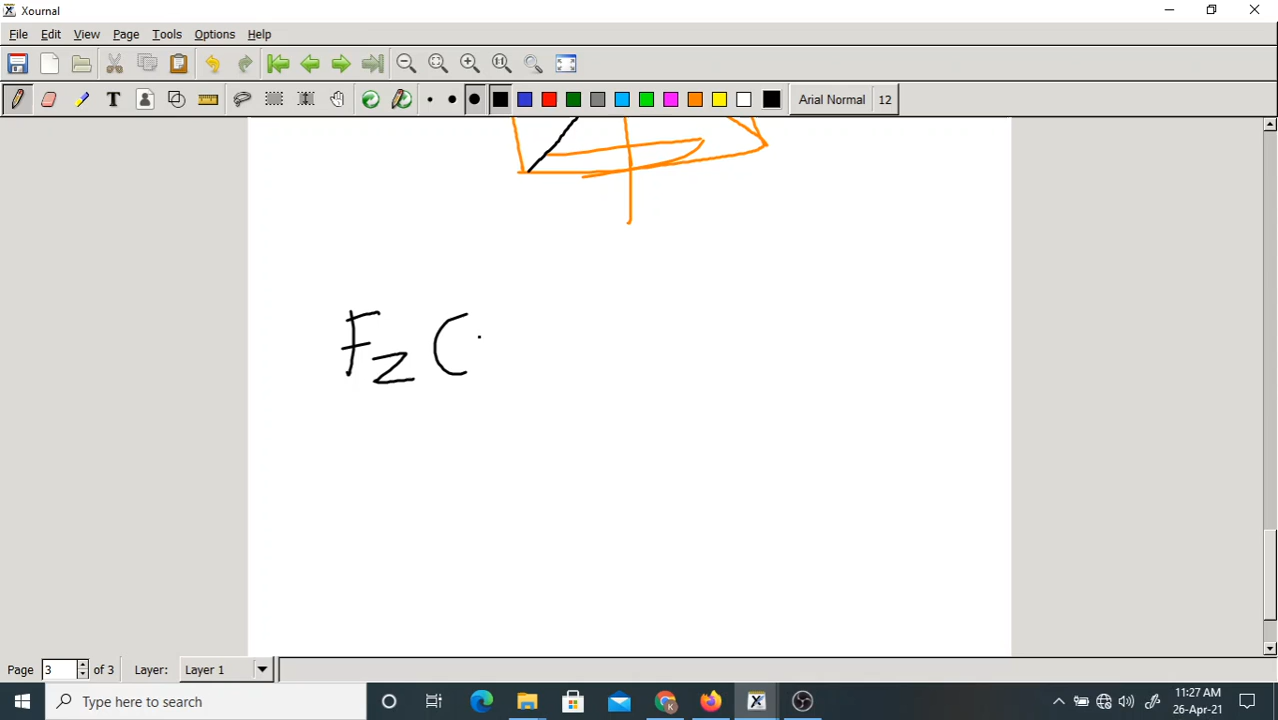 Xournal
File Edit View Page Tools Options Help
Arial Normal 12
F_Z (
Page 3 of 3 Layer: Layer 1
Type here to search
11:27 AM
26-Apr-21